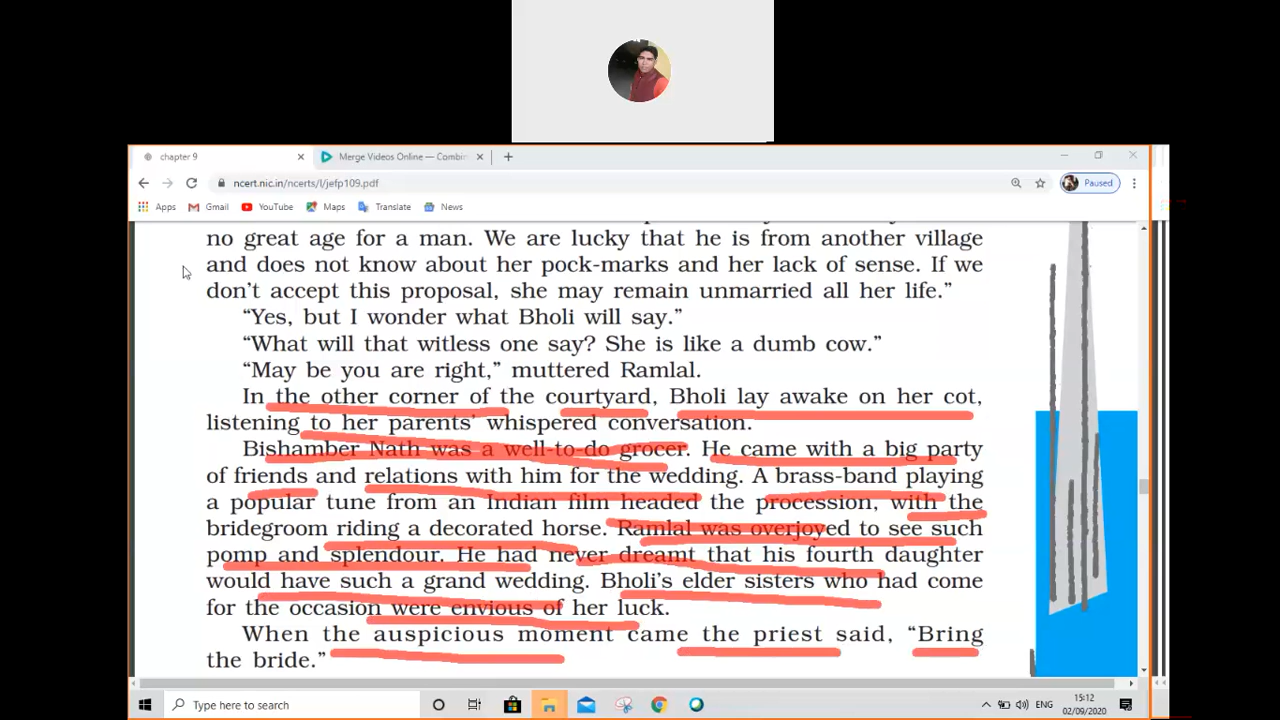 chapter 9
Merge Videos Online — Combin
ncert.nic.in/ncerts/l/jefp109.pdf
Paused
Apps Gmail YouTube Maps Translate News
no great age for a man. We are lucky that he is from another village
and does not know about her pock-marks and her lack of sense. If we
don't accept this proposal, she may remain unmarried all her life.”
“Yes, but I wonder what Bholi will say.”
“What will that witless one say? She is like a dumb cow.”
“May be you are right,” muttered Ramlal.
In the other corner of the courtyard, Bholi lay awake on her cot,
listening to her parents' whispered conversation.
Bishamber Nath was a well-to-do grocer. He came with a big party
of friends and relations with him for the wedding. A brass-band playing
a popular tune from an Indian film headed the procession, with the
bridegroom riding a decorated horse. Ramlal was overjoyed to see such
pomp and splendour. He had never dreamt that his fourth daughter
would have such a grand wedding. Bholi's elder sisters who had come
for the occasion were envious of her luck.
When the auspicious moment came the priest said, “Bring
the bride.”
Type here to search
ENG
15:12
02/09/2020